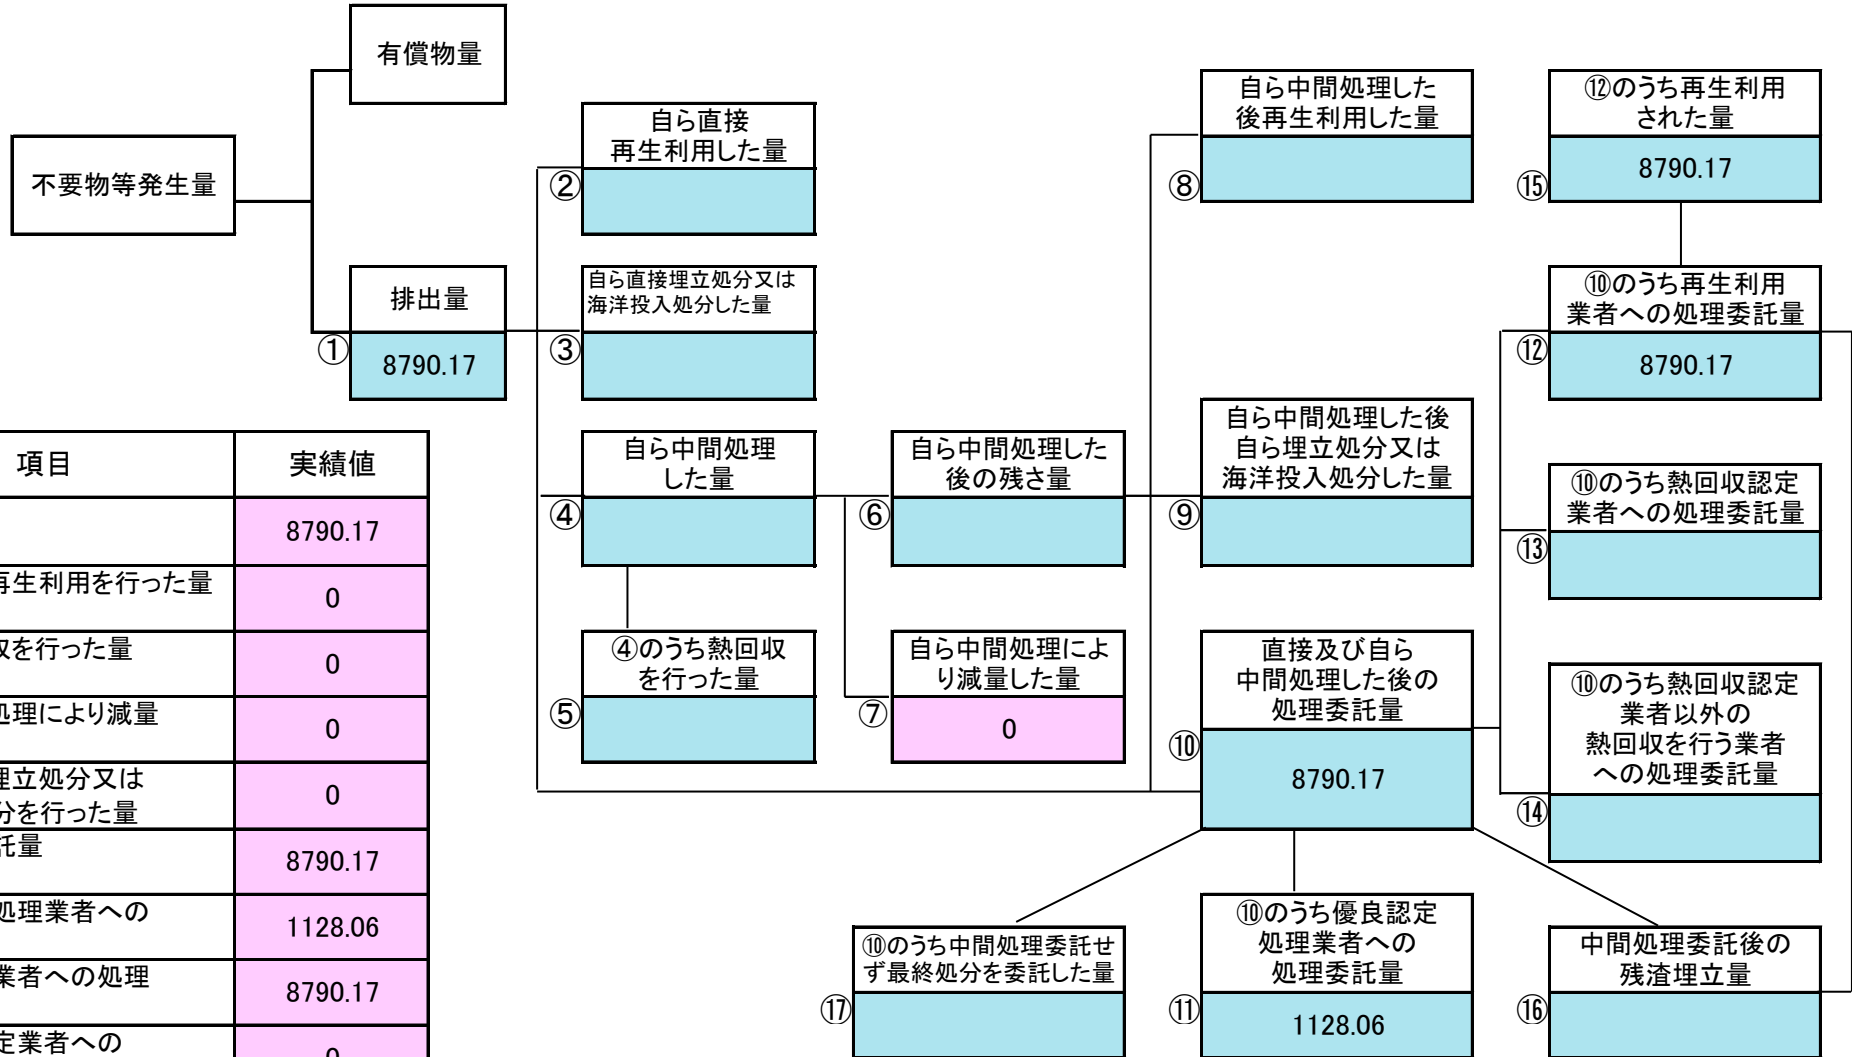 有償物量
不要物等発生量
排出量
①
8790.17
自ら直接
再生利用した量
②
自ら直接埋立処分又は
海洋投入処分した量
③
自ら中間処理
した量
④
④のうち熱回収
を行った量
⑤
自ら中間処理した
後の残さ量
⑥
自ら中間処理によ
り減量した量
⑦
0
自ら中間処理した
後再生利用した量
⑧
自ら中間処理した後
自ら埋立処分又は
海洋投入処分した量
⑨
直接及び自ら
中間処理した後の
処理委託量
⑩
8790.17
⑫のうち再生利用
された量
⑮
8790.17
⑩のうち再生利用
業者への処理委託量
⑫
8790.17
⑩のうち熱回収認定
業者への処理委託量
⑬
⑩のうち熱回収認定
業者以外の
熱回収を行う業者
への処理委託量
⑭
⑩のうち中間処理委託せ
ず最終処分を委託した量
⑰
⑩のうち優良認定
処理業者への
処理委託量
⑪
1128.06
中間処理委託後の
残渣埋立量
⑯
項目 実績値
8790.17
再生利用を行った量 0
を行った量 0
処理により減量 0
埋立処分又は
分を行った量 0
託量 8790.17
処理業者への 1128.06
業者への処理 8790.17
定業者への 0